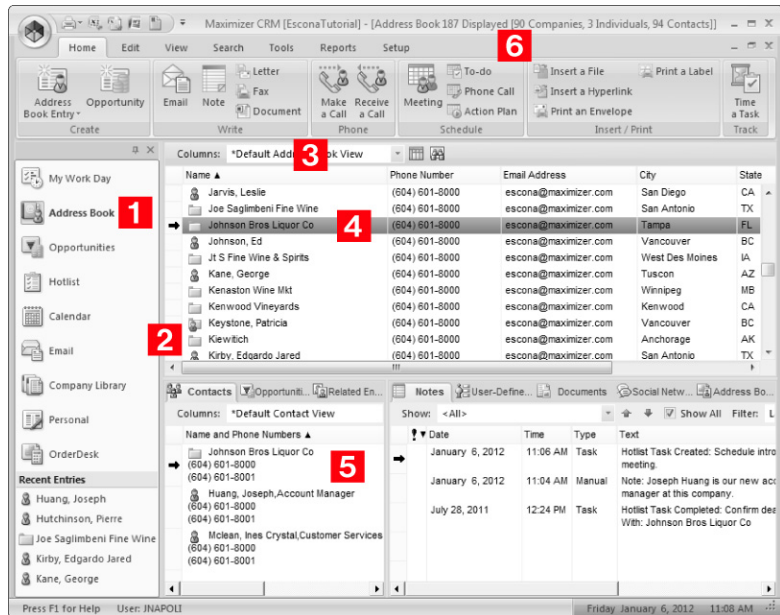 Maximizer CRM [EsconaTutorial] - [Address Book 187 Displayed [90 Companies, 3 Individuals, 94 Contacts]]
Home Edit View Search Tools Reports Setup
6
Address Book Entry Opportunity
Create
Email Note Letter Fax Document
Write
Make a Call Receive a Call
Phone
Meeting To-do Phone Call Action Plan
Schedule
Insert a File Insert a Hyperlink Print an Envelope Print a Label
Insert / Print
Time a Task
Track
My Work Day
Address Book 1
Opportunities
Hotlist
Calendar
2
Email
Company Library
Personal
OrderDesk
Recent Entries
Huang, Joseph
Hutchinson, Pierre
Joe Saglimbeni Fine Wine
Kirby, Edgardo Jared
Kane, George
Columns: *Default Addr 3 ook View
Name Phone Number Email Address City State
Jarvis, Leslie (604) 601-8000 escona@maximizer.com San Diego CA
Joe Saglimbeni Fine Wine (604) 601-8000 escona@maximizer.com San Antonio TX
Johnson Bros Liquor Co 4 (604) 601-8000 escona@maximizer.com Tampa FL
Johnson, Ed (604) 601-8000 escona@maximizer.com Vancouver BC
Jt S Fine Wine & Spirits (604) 601-8000 escona@maximizer.com West Des Moines IA
Kane, George (604) 601-8000 escona@maximizer.com Tuscon AZ
Kenaston Wine Mkt (604) 601-8000 escona@maximizer.com Winnipeg MB
Kenwood Vineyards (604) 601-8000 escona@maximizer.com Kenwood CA
Keystone, Patricia (604) 601-8000 escona@maximizer.com Vancouver BC
Kiewitich (604) 601-8000 escona@maximizer.com Anchorage AK
Kirby, Edgardo Jared (604) 601-8000 escona@maximizer.com San Antonio TX
Contacts Opportuniti... Related En...
Columns: *Default Contact View
Name and Phone Numbers
Johnson Bros Liquor Co
(604) 601-8000
(604) 601-8001
5
Huang, Joseph,Account Manager
(604) 601-8000
(604) 601-8001
Mclean, Ines Crystal,Customer Services
(604) 601-8000
(604) 601-8001
Notes User-Define... Documents Social Netw... Address Bo...
Show: <All> Show All Filter: L
Date Time Type Text
January 6, 2012 11:06 AM Task Hotlist Task Created: Schedule intro
meeting.
January 6, 2012 11:04 AM Manual Note: Joseph Huang is our new acc
manager at this company.
July 28, 2011 12:24 PM Task Hotlist Task Completed: Confirm dea
With: Johnson Bros Liquor Co
Press F1 for Help User: JNAPOLI Friday January 6, 2012 11:08 AM